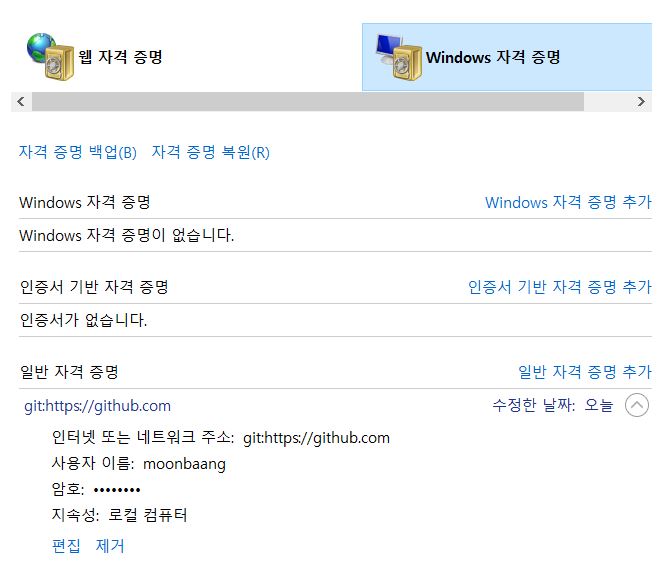 웹 자격 증명 Windows 자격 증명
자격 증명 백업(B) 자격 증명 복원(R)
Windows 자격 증명 Windows 자격 증명 추가
Windows 자격 증명이 없습니다.
인증서 기반 자격 증명 인증서 기반 자격 증명 추가
인증서가 없습니다.
일반 자격 증명 일반 자격 증명 추가
git:https://github.com 수정한 날짜: 오늘
인터넷 또는 네트워크 주소: git:https://github.com
사용자 이름: moonbaang
암호: ••••••••
지속성: 로컬 컴퓨터
편집 제거